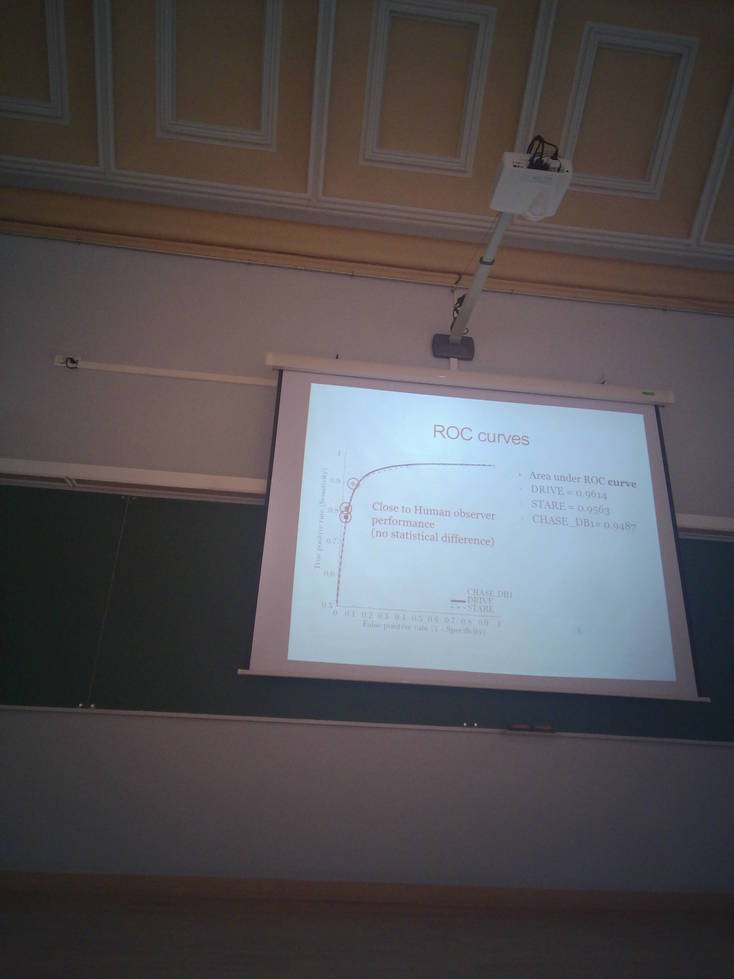 ROC curves
Area under ROC curve
DRIVE = 0.9614
STARE = 0.9563
CHASE_DB1= 0.9487
Close to Human observer
performance
(no statistical difference)
1
0.9
0.8
0.7
0.6
0.5
True positive rate (Sensitivity)
CHASE_DB1
DRIVE
STARE
0 0.1 0.2 0.3 0.4 0.5 0.6 0.7 0.8 0.9 1
False positive rate (1 - Specificity)